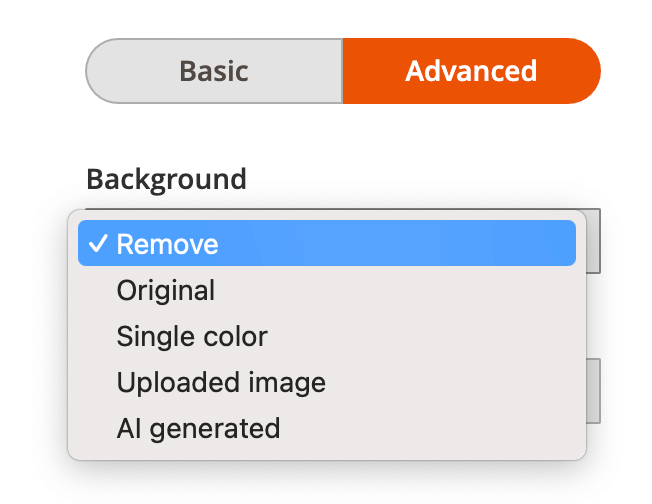 Basic
Advanced
Background
✓ Remove
Original
Single color
Uploaded image
AI generated